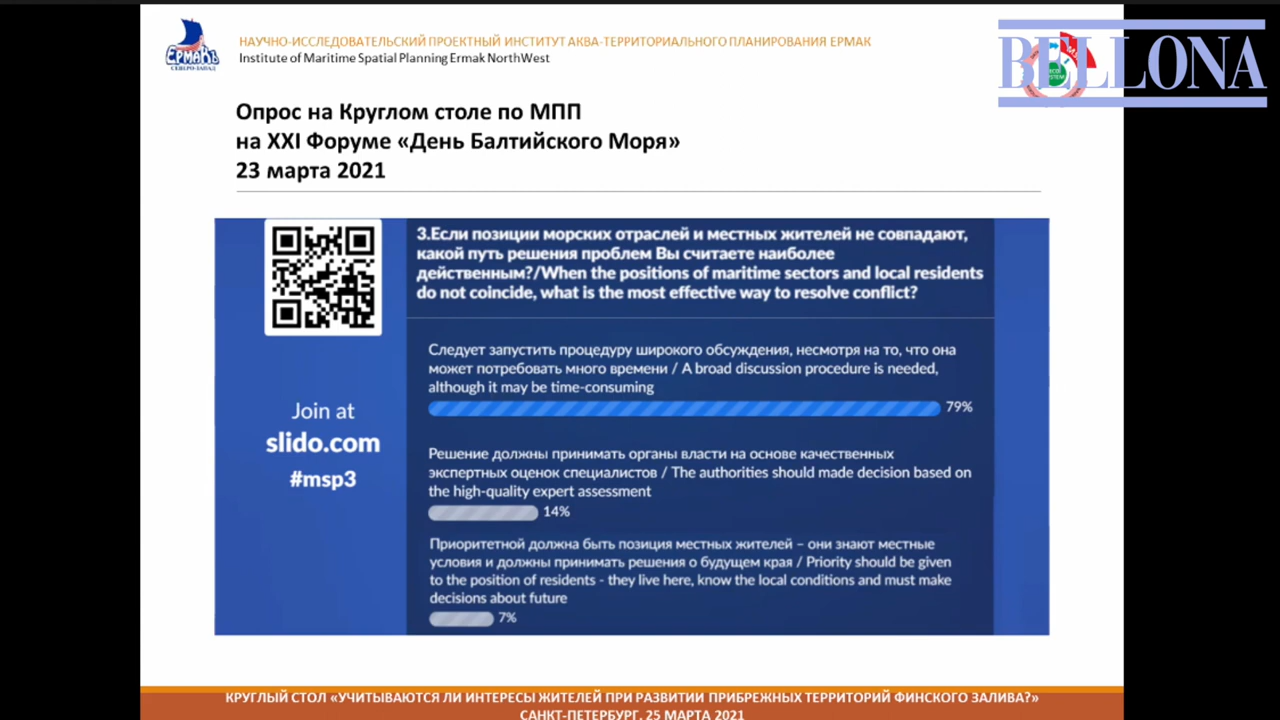 НАУЧНО-ИССЛЕДОВАТЕЛЬСКИЙ ПРОЕКТНЫЙ ИНСТИТУТ АКВА-ТЕРРИТОРИАЛЬНОГО ПЛАНИРОВАНИЯ ЕРМАК
Institute of Maritime Spatial Planning Ermak NorthWest
ЕРМАКЪ
СЕВЕРО-ЗАПАД
BELLONA
Опрос на Круглом столе по МПП
на XXI Форуме «День Балтийского Моря»
23 марта 2021
3.Если позиции морских отраслей и местных жителей не совпадают,
какой путь решения проблем Вы считаете наиболее
действенным?/When the positions of maritime sectors and local residents
do not coincide, what is the most effective way to resolve conflict?
Следует запустить процедуру широкого обсуждения, несмотря на то, что она
может потребовать много времени / A broad discussion procedure is needed,
although it may be time-consuming
79%
Join at
slido.com
#msp3
Решение должны принимать органы власти на основе качественных
экспертных оценок специалистов / The authorities should made decision based on
the high-quality expert assessment
14%
Приоритетной должна быть позиция местных жителей – они знают местные
условия и должны принимать решения о будущем края / Priority should be given
to the position of residents - they live here, know the local conditions and must make
decisions about future
7%
КРУГЛЫЙ СТОЛ «УЧИТЫВАЮТСЯ ЛИ ИНТЕРЕСЫ ЖИТЕЛЕЙ ПРИ РАЗВИТИИ ПРИБРЕЖНЫХ ТЕРРИТОРИЙ ФИНСКОГО ЗАЛИВА?»
САНКТ-ПЕТЕРБУРГ, 25 МАРТА 2021